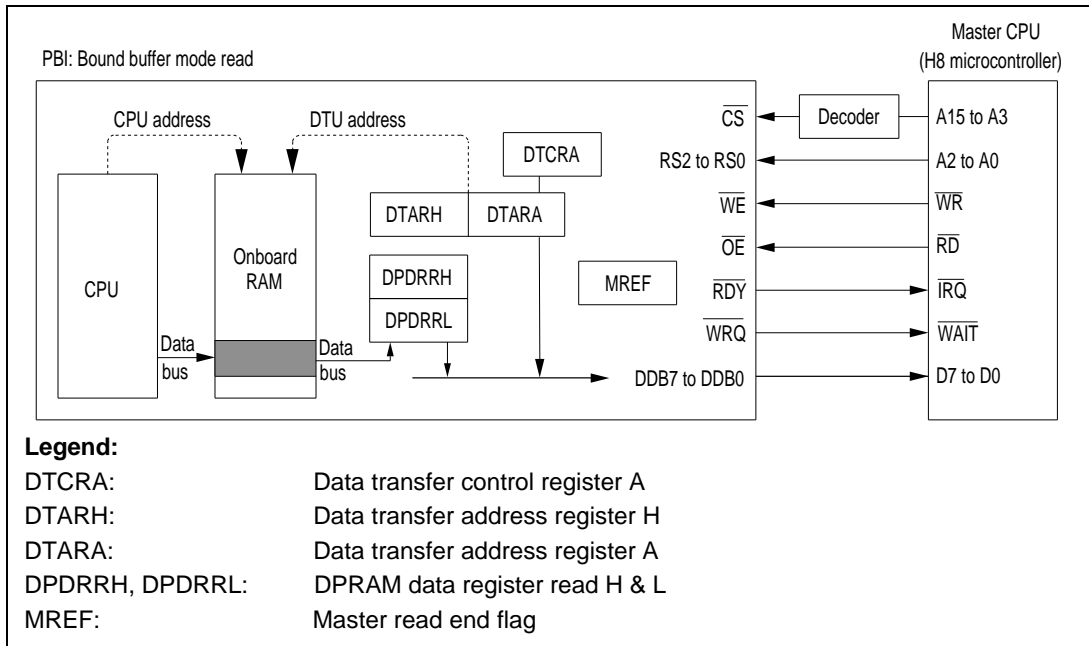 Master CPU
(H8 microcontroller)
PBI: Bound buffer mode read
CPU address
DTU address
CS
Decoder
A15 to A3
DTCRA
RS2 to RS0
A2 to A0
DTARH
DTARA
WE
WR
OE
RD
CPU
Onboard
RAM
DPDRRH
DPDRRL
MREF
RDY
IRQ
WRQ
WAIT
Data
bus
Data
bus
DDB7 to DDB0
D7 to D0
Legend:
DTCRA: Data transfer control register A
DTARH: Data transfer address register H
DTARA: Data transfer address register A
DPDRRH, DPDRRL: DPRAM data register read H & L
MREF: Master read end flag